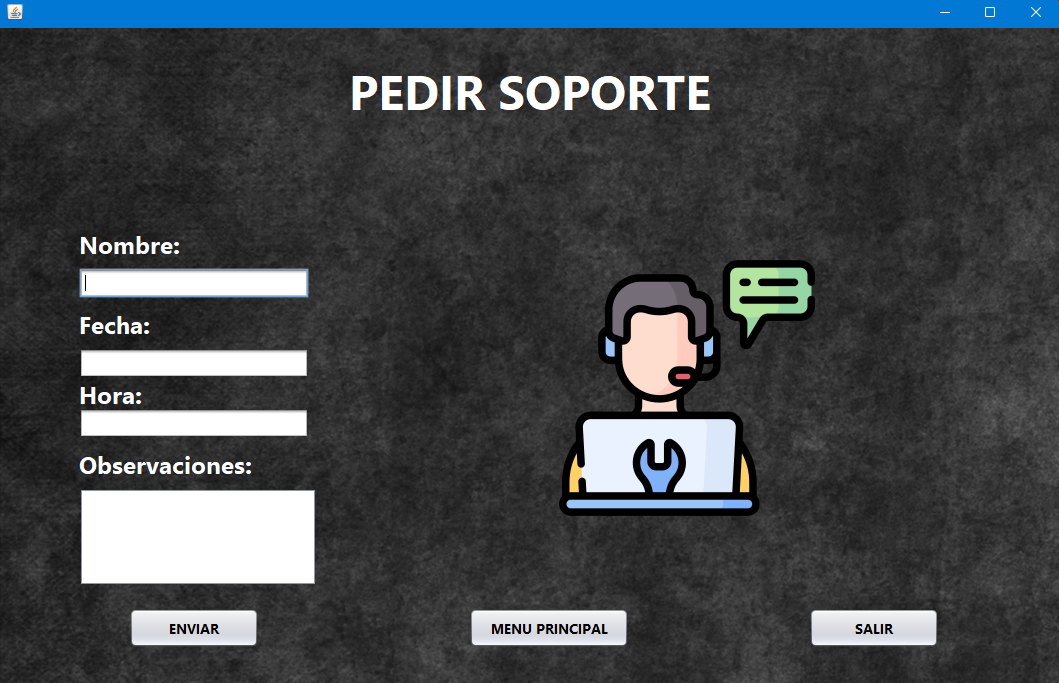 PEDIR SOPORTE
Nombre:
Fecha:
Hora:
Observaciones:
ENVIAR
MENU PRINCIPAL
SALIR